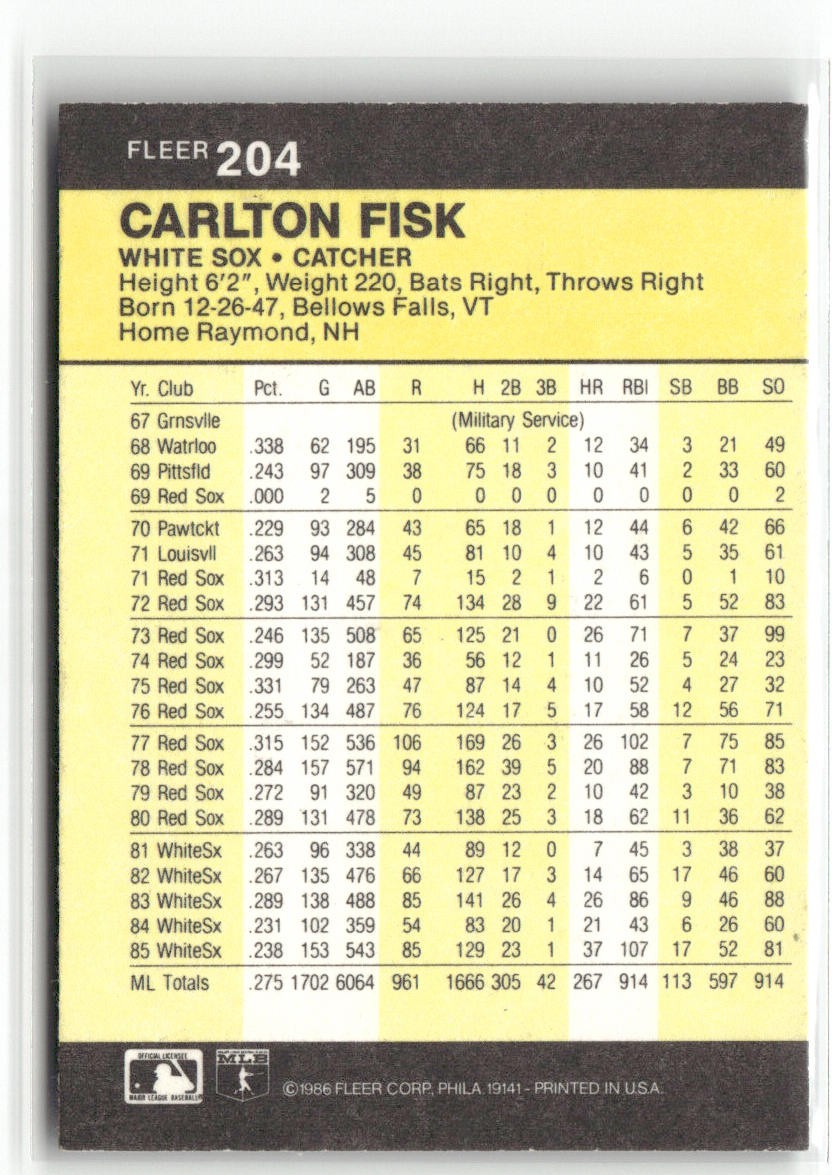 FLEER 204
CARLTON FISK
WHITE SOX • CATCHER
Height 6'2", Weight 220, Bats Right, Throws Right
Born 12-26-47, Bellows Falls, VT
Home Raymond, NH
Yr. Club Pct. G AB R H 2B 3B HR RBI SB BB SO
67 Grnsvlle (Military Service)
68 Watrloo .338 62 195 31 66 11 2 12 34 3 21 49
69 Pittsfld .243 97 309 38 75 18 3 10 41 2 33 60
69 Red Sox .000 2 5 0 0 0 0 0 0 0 0 2
70 Pawtckt .229 93 284 43 65 18 1 12 44 6 42 66
71 Louisvll .263 94 308 45 81 10 4 10 43 5 35 61
71 Red Sox .313 14 48 7 15 2 1 2 6 0 1 10
72 Red Sox .293 131 457 74 134 28 9 22 61 5 52 83
73 Red Sox .246 135 508 65 125 21 0 26 71 7 37 99
74 Red Sox .299 52 187 36 56 12 1 11 26 5 24 23
75 Red Sox .331 79 263 47 87 14 4 10 52 4 27 32
76 Red Sox .255 134 487 76 124 17 5 17 58 12 56 71
77 Red Sox .315 152 536 106 169 26 3 26 102 7 75 85
78 Red Sox .284 157 571 94 162 39 5 20 88 7 71 83
79 Red Sox .272 91 320 49 87 23 2 10 42 3 10 38
80 Red Sox .289 131 478 73 138 25 3 18 62 11 36 62
81 WhiteSx .263 96 338 44 89 12 0 7 45 3 38 37
82 WhiteSx .267 135 476 66 127 17 3 14 65 17 46 60
83 WhiteSx .289 138 488 85 141 26 4 26 86 9 46 88
84 WhiteSx .231 102 359 54 83 20 1 21 43 6 26 60
85 WhiteSx .238 153 543 85 129 23 1 37 107 17 52 81
ML Totals .275 1702 6064 961 1666 305 42 267 914 113 597 914
OFFICIAL LICENSEE
MAJOR LEAGUE BASEBALL
MLB
©1986 FLEER CORP., PHILA. 19141 - PRINTED IN U.S.A.